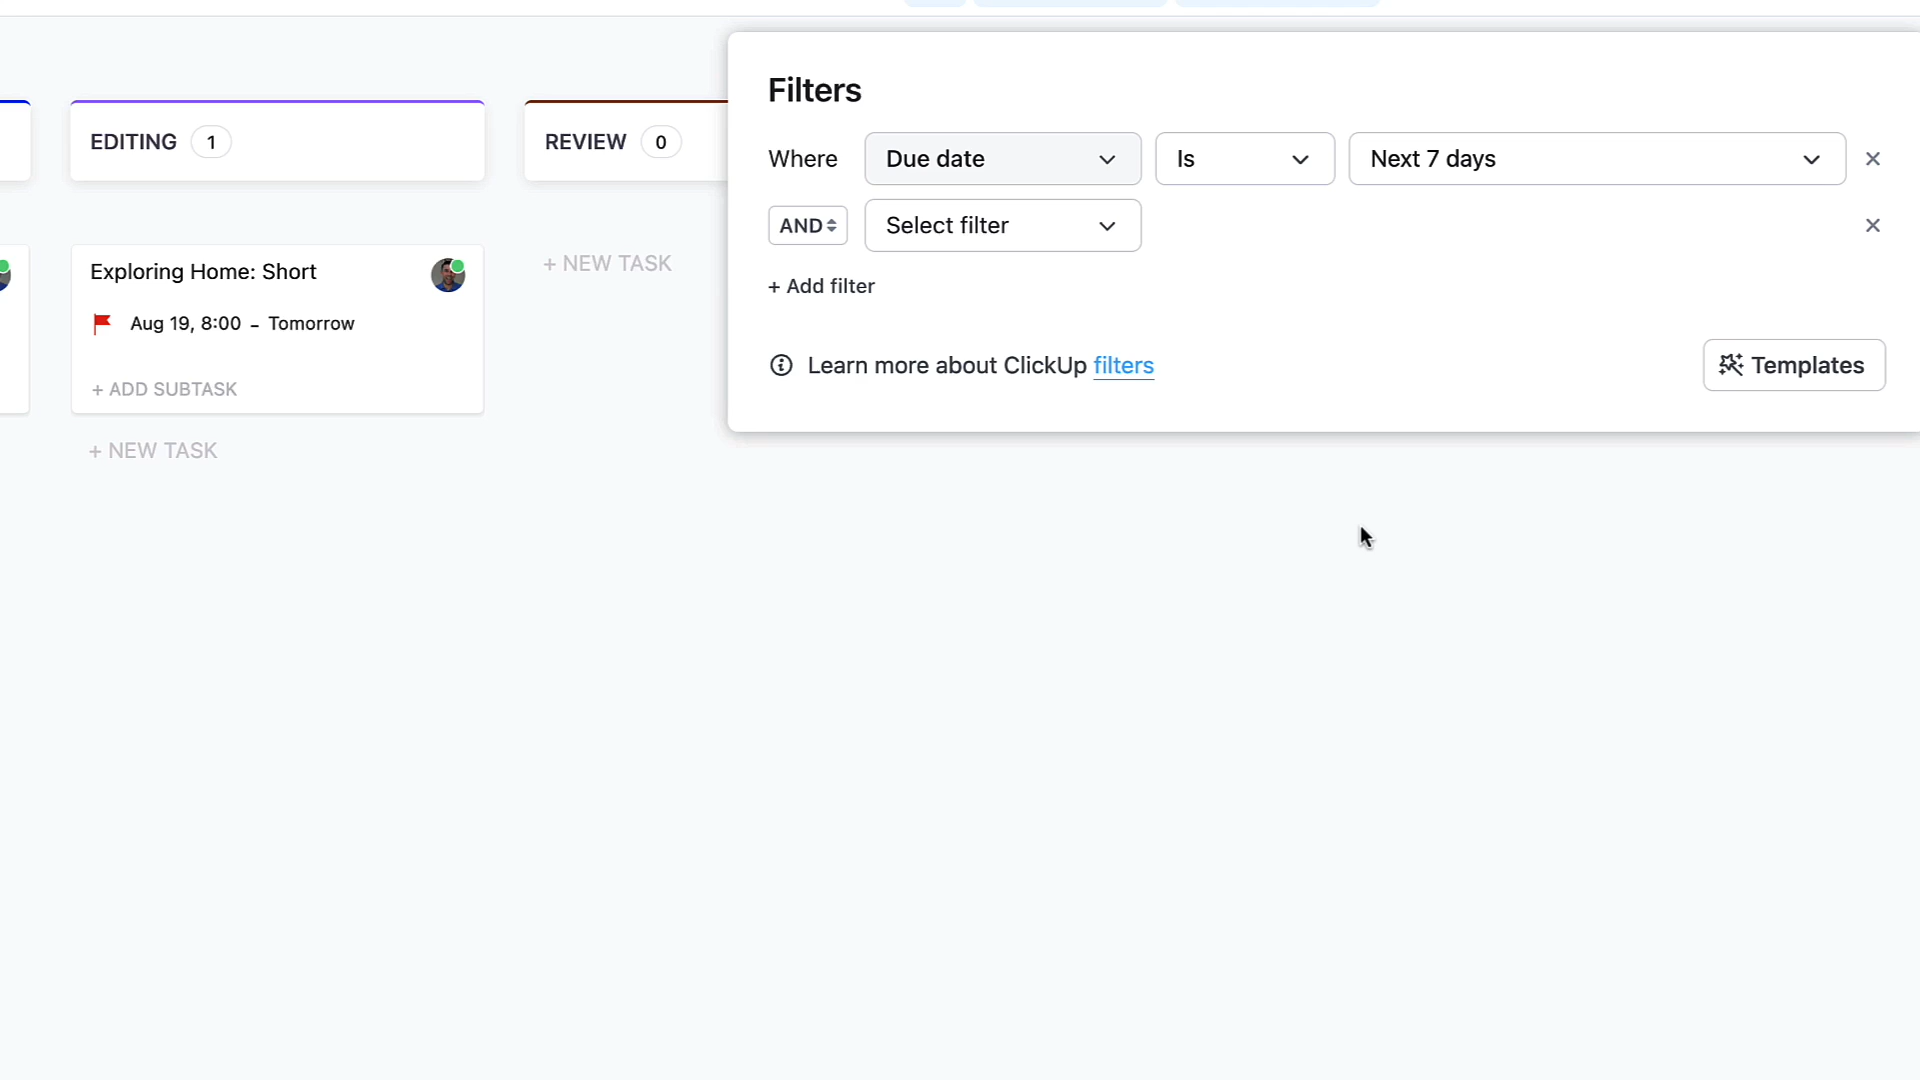 EDITING 1
REVIEW 0
Exploring Home: Short
Aug 19, 8:00 – Tomorrow
+ ADD SUBTASK
+ NEW TASK
+ NEW TASK
Filters
Where Due date Is Next 7 days
AND Select filter
+ Add filter
Learn more about ClickUp filters
Templates